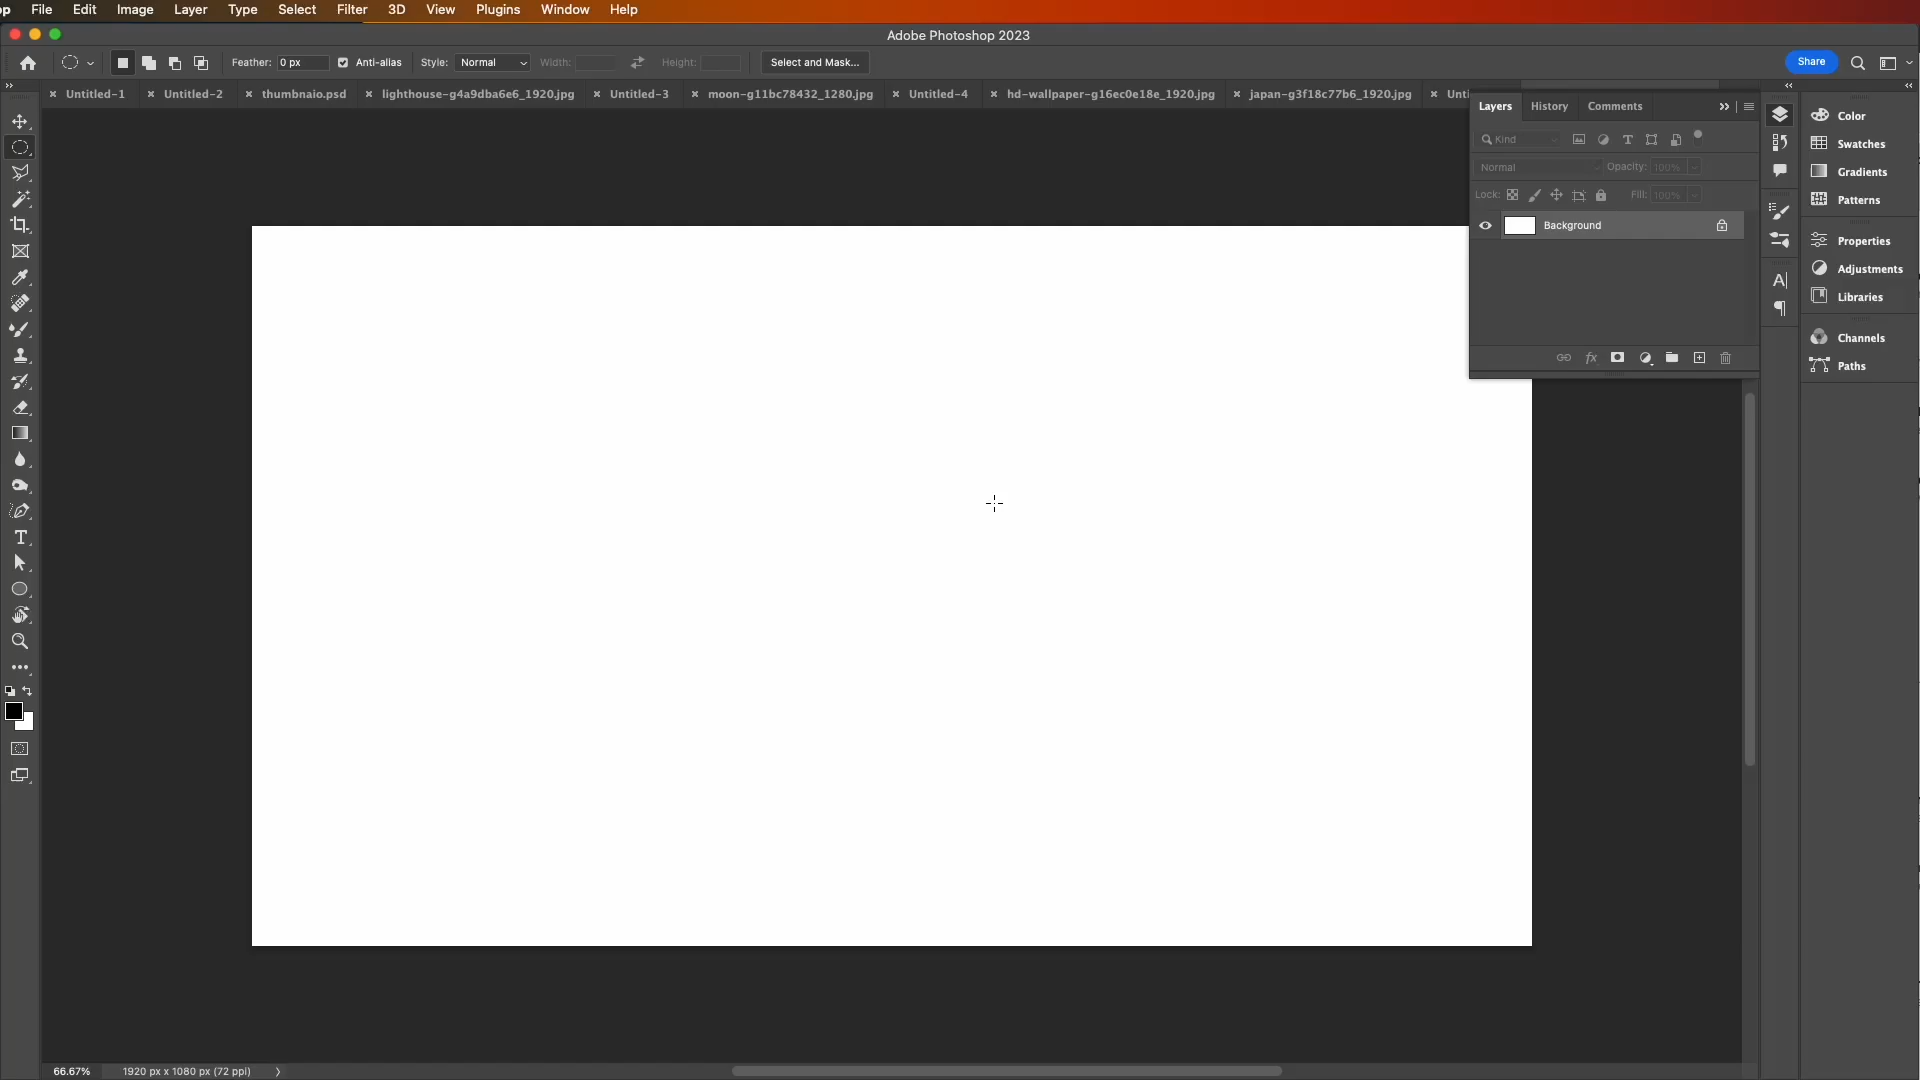 File Edit Image Layer Type Select Filter 3D View Plugins Window Help
Adobe Photoshop 2023
Feather: 0 px Anti-alias Style: Normal Width: Height: Select and Mask... Share
Untitled-1 Untitled-2 thumbnaio.psd lighthouse-g4a9dba6e6_1920.jpg Untitled-3 moon-g11bc78432_1280.jpg Untitled-4 hd-wallpaper-g16ec0e18e_1920.jpg japan-g3f18c77b6_1920.jpg
Layers History Comments
Kind
Normal Opacity: 100%
Lock: Fill: 100%
Background
Color
Swatches
Gradients
Patterns
Properties
Adjustments
Libraries
Channels
Paths
66.67% 1920 px x 1080 px (72 ppi)